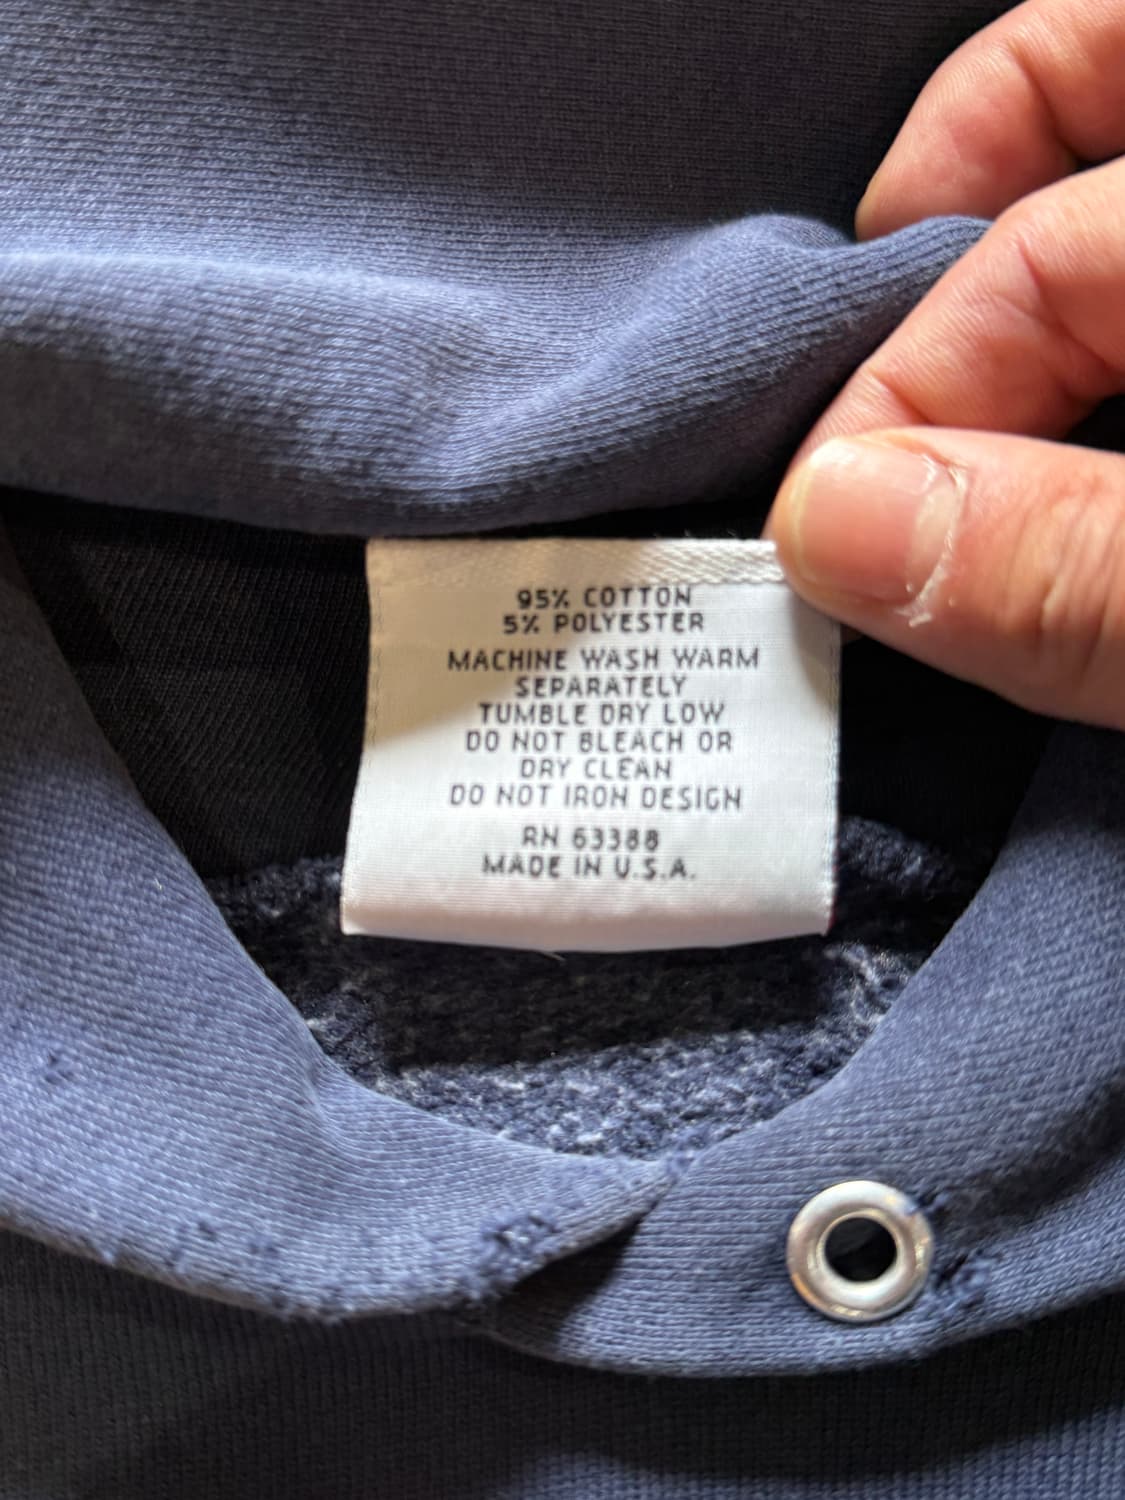 95% COTTON
5% POLYESTER
MACHINE WASH WARM
SEPARATELY
TUMBLE DRY LOW
DO NOT BLEACH OR
DRY CLEAN
DO NOT IRON DESIGN
RN 63388
MADE IN U.S.A.